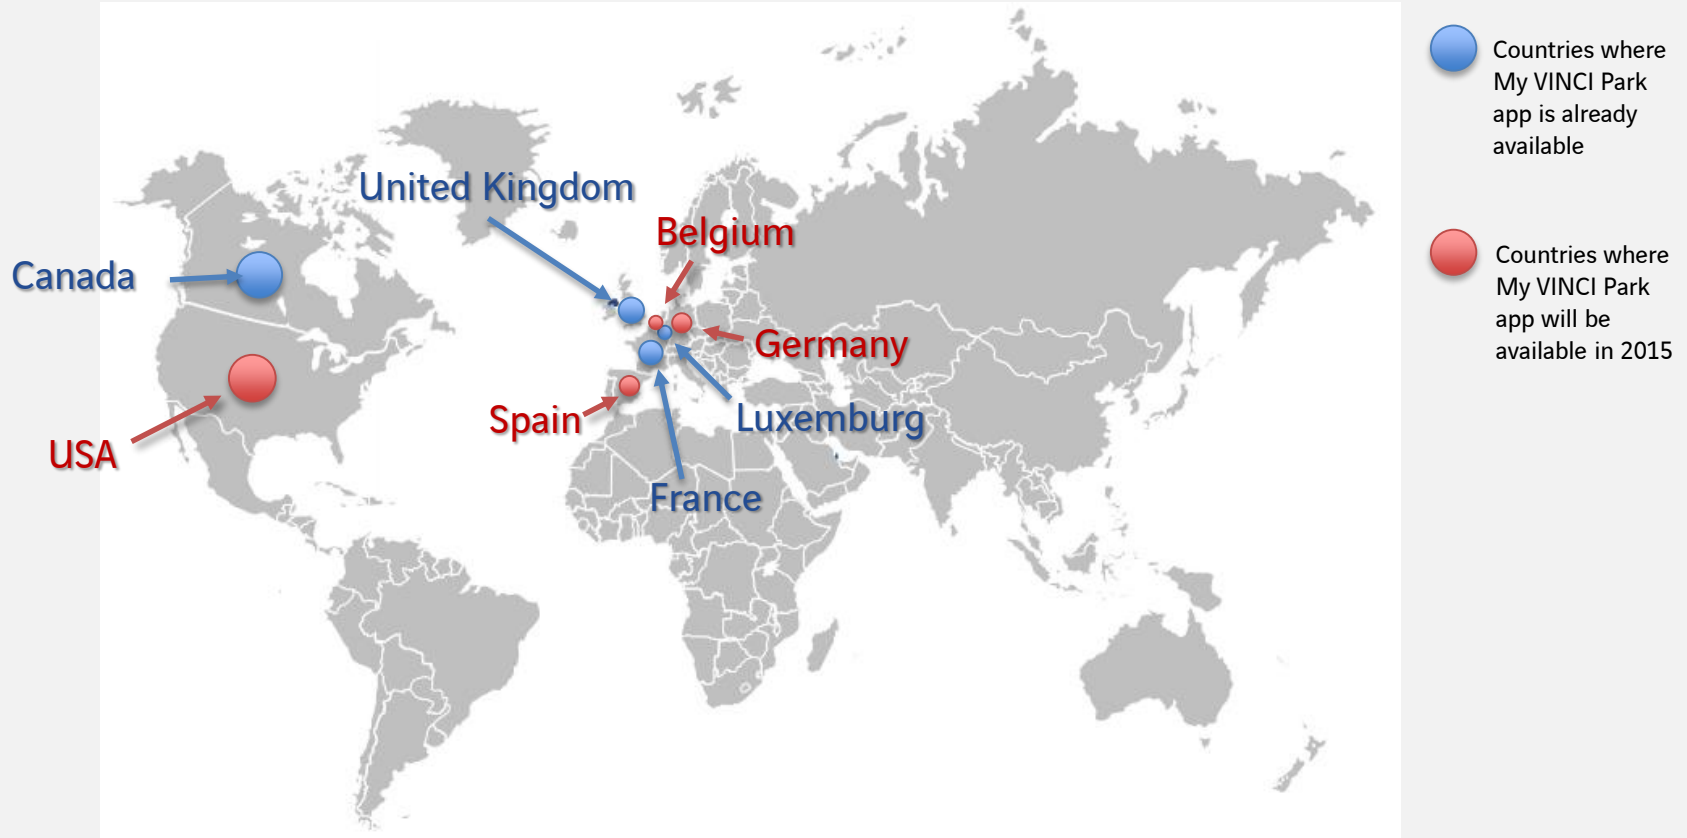 United Kingdom
Belgium
Canada
Germany
Spain
Luxemburg
USA
France
Countries where
My VINCI Park
app is already
available
Countries where
My VINCI Park
app will be
available in 2015